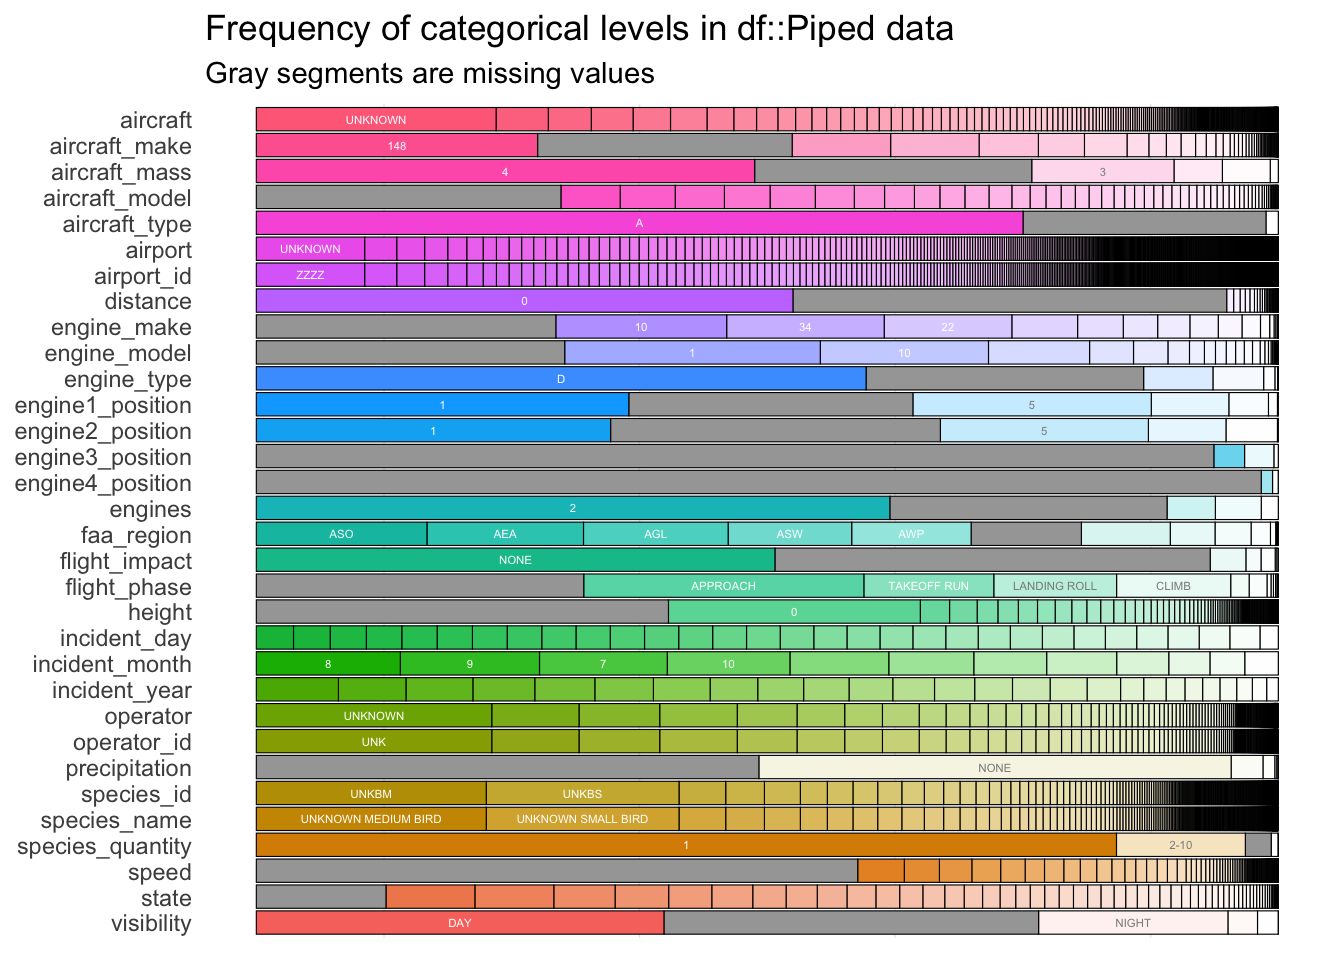 Frequency of categorical levels in df::Piped data
Gray segments are missing values
aircraft UNKNOWN
aircraft_make 148
aircraft_mass 4 3
aircraft_model
aircraft_type A
airport UNKNOWN
airport_id ZZZZ
distance 0
engine_make 10 34 22
engine_model 1 10
engine_type D
engine1_position 1 5
engine2_position 1 5
engine3_position
engine4_position
engines 2
faa_region ASO AEA AGL ASW AWP
flight_impact NONE
flight_phase APPROACH TAKEOFF RUN LANDING ROLL CLIMB
height 0
incident_day
incident_month 8 9 7 10
incident_year
operator UNKNOWN
operator_id UNK
precipitation NONE
species_id UNKBM UNKBS
species_name UNKNOWN MEDIUM BIRD UNKNOWN SMALL BIRD
species_quantity 1 2-10
speed
state
visibility DAY NIGHT